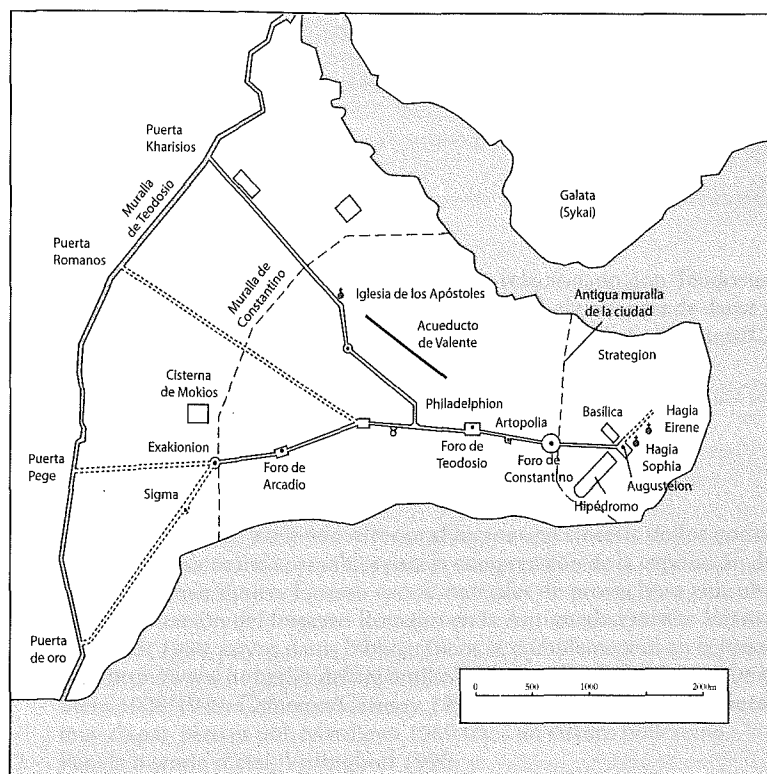 Puerta
Kharisios
Muralla
de Teodosio
Galata
(Sykai)
Puerta
Romanos
Muralla de
Constantino
Iglesia de los Apóstoles
Antigua muralla
de la ciudad
Acueducto
de Valente
Strategion
Cisterna
de Mokios
Philadelphion
Basílica
Hagia
Eirene
Artopolia
Exakionion
Hagia
Sophia
Foro de
Teodosio
Foro de
Constantino
Foro de
Arcadio
Puerta
Pege
Augusteion
Sigma
Hipódromo
Puerta
de oro
0 500 1000 2000m